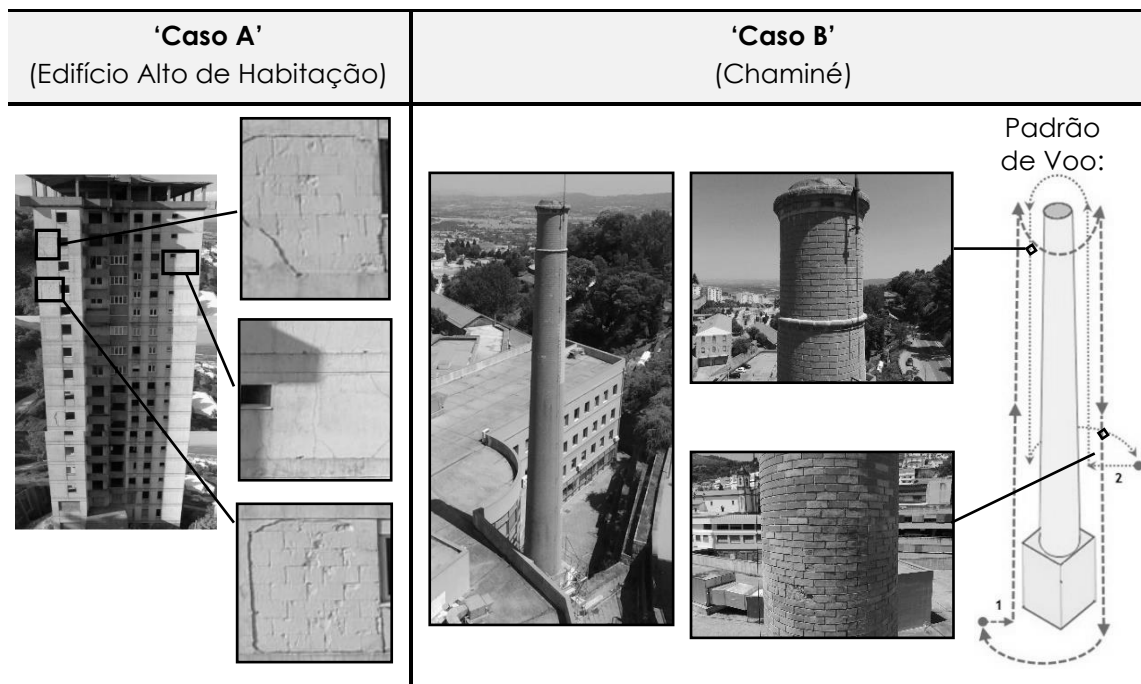 ‘Caso A’
(Edifício Alto de Habitação)
‘Caso B’
(Chaminé)
Padrão
de Voo:
2
1